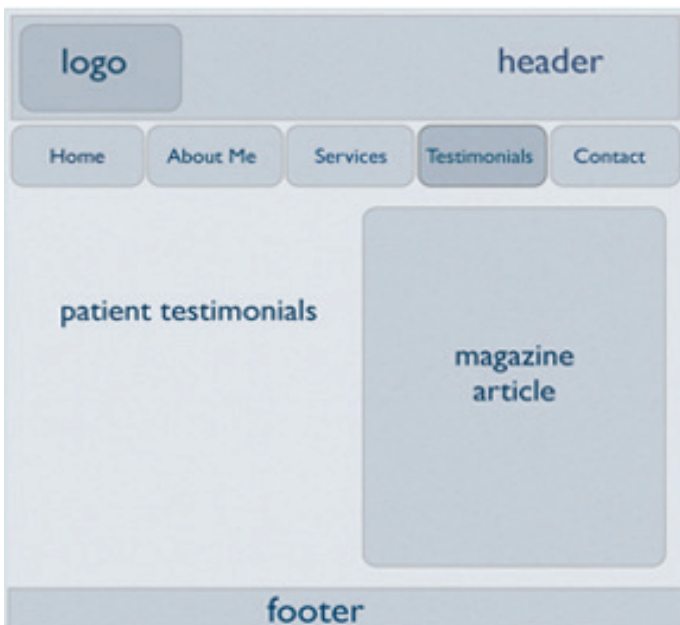 logo
header
Home
About Me
Services
Testimonials
Contact
patient testimonials
magazine
article
footer